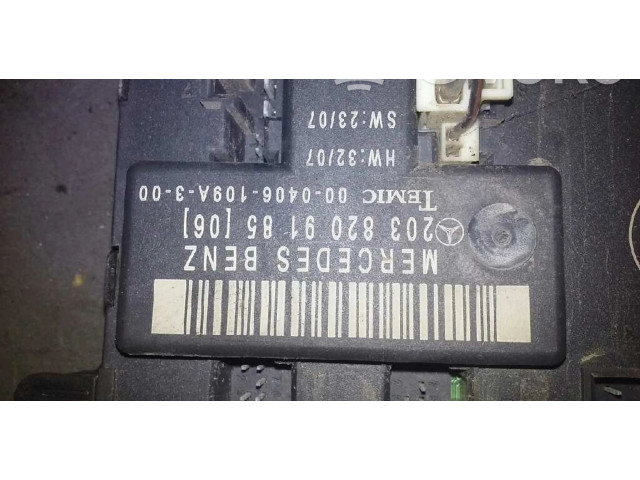 MERCEDES BENZ
203 820 91 85 [06]
TEMIC 00-0406-109A-3-00
HW:32/07
SW:23/07